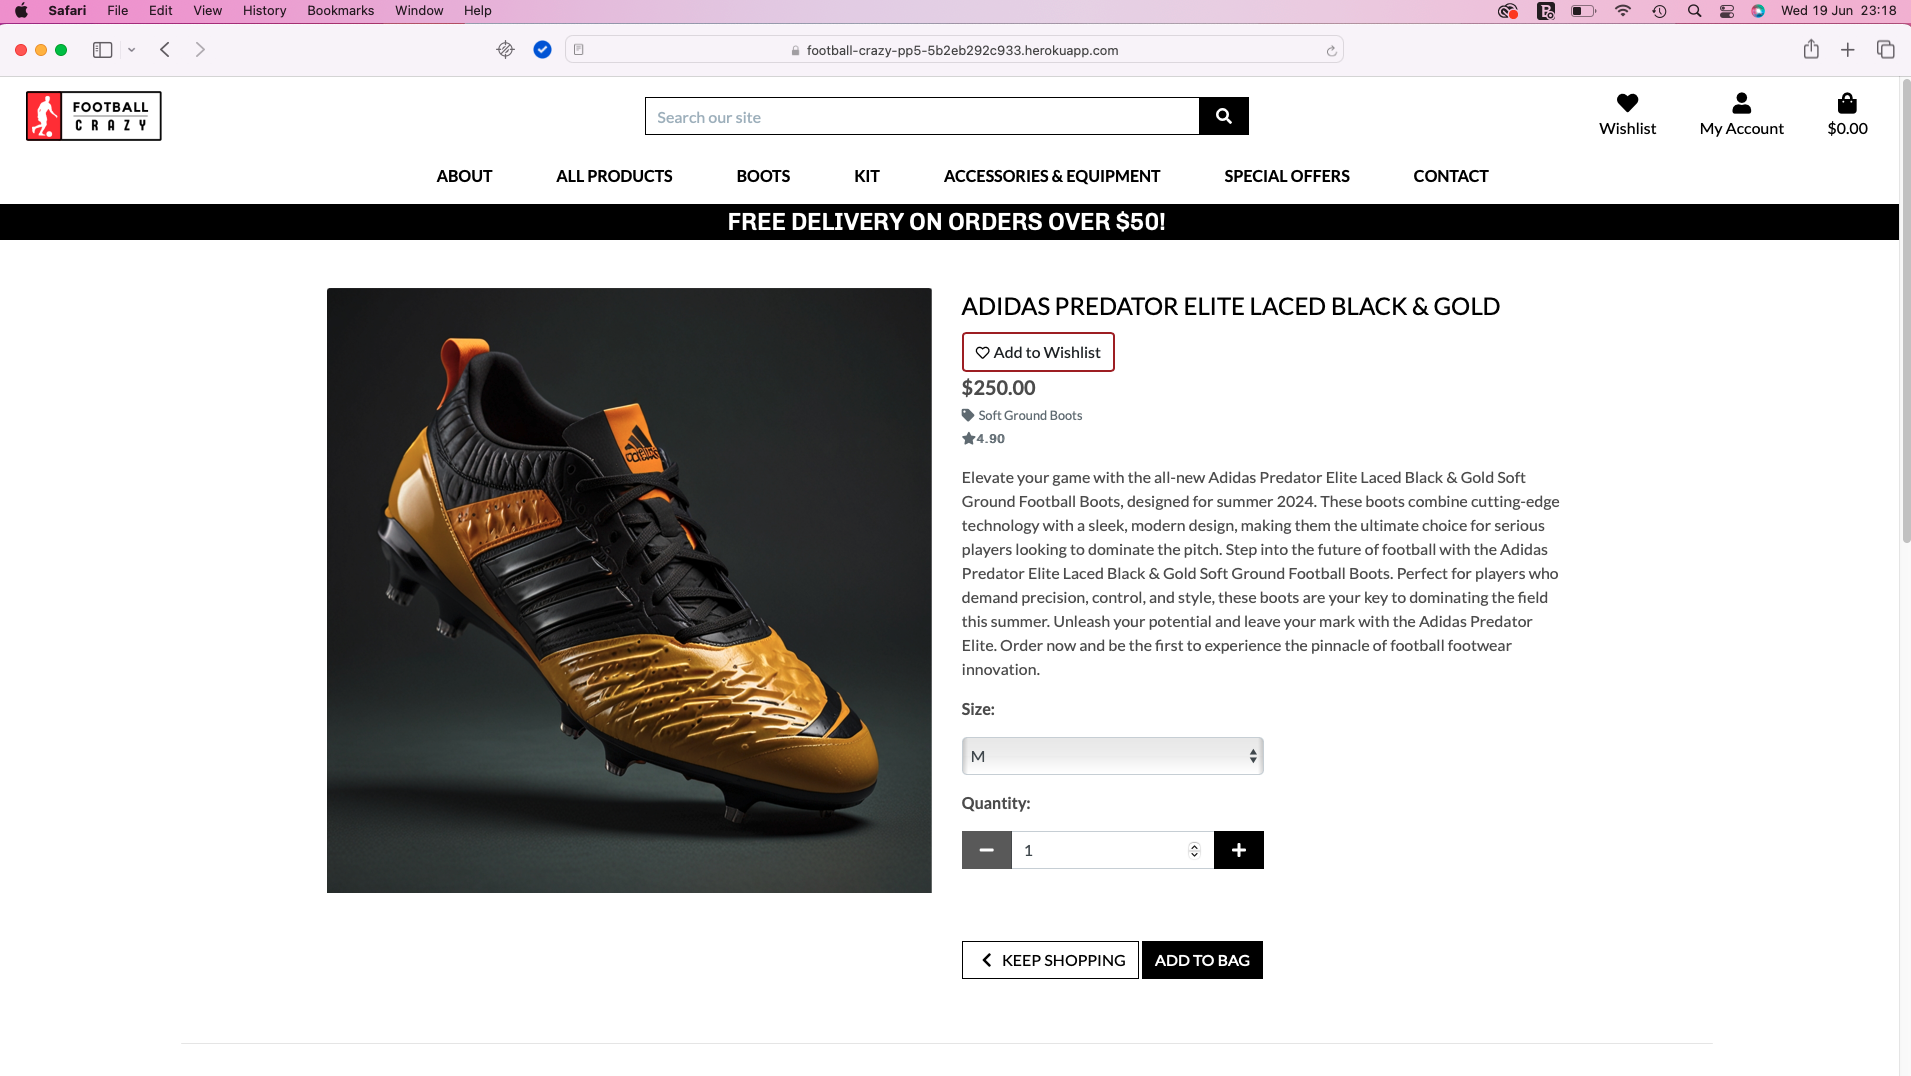 Safari File Edit View History Bookmarks Window Help Wed 19 Jun 23:18
football-crazy-pp5-5b2eb292c933.herokuapp.com
FOOTBALL
CRAZY
Search our site
Wishlist
My Account
$0.00
ABOUT ALL PRODUCTS BOOTS KIT ACCESSORIES & EQUIPMENT SPECIAL OFFERS CONTACT
FREE DELIVERY ON ORDERS OVER $50!
ADIDAS PREDATOR ELITE LACED BLACK & GOLD
Add to Wishlist
$250.00
Soft Ground Boots
4.90
Elevate your game with the all-new Adidas Predator Elite Laced Black & Gold Soft
Ground Football Boots, designed for summer 2024. These boots combine cutting-edge
technology with a sleek, modern design, making them the ultimate choice for serious
players looking to dominate the pitch. Step into the future of football with the Adidas
Predator Elite Laced Black & Gold Soft Ground Football Boots. Perfect for players who
demand precision, control, and style, these boots are your key to dominating the field
this summer. Unleash your potential and leave your mark with the Adidas Predator
Elite. Order now and be the first to experience the pinnacle of football footwear
innovation.
Size:
M
Quantity:
1
KEEP SHOPPING
ADD TO BAG